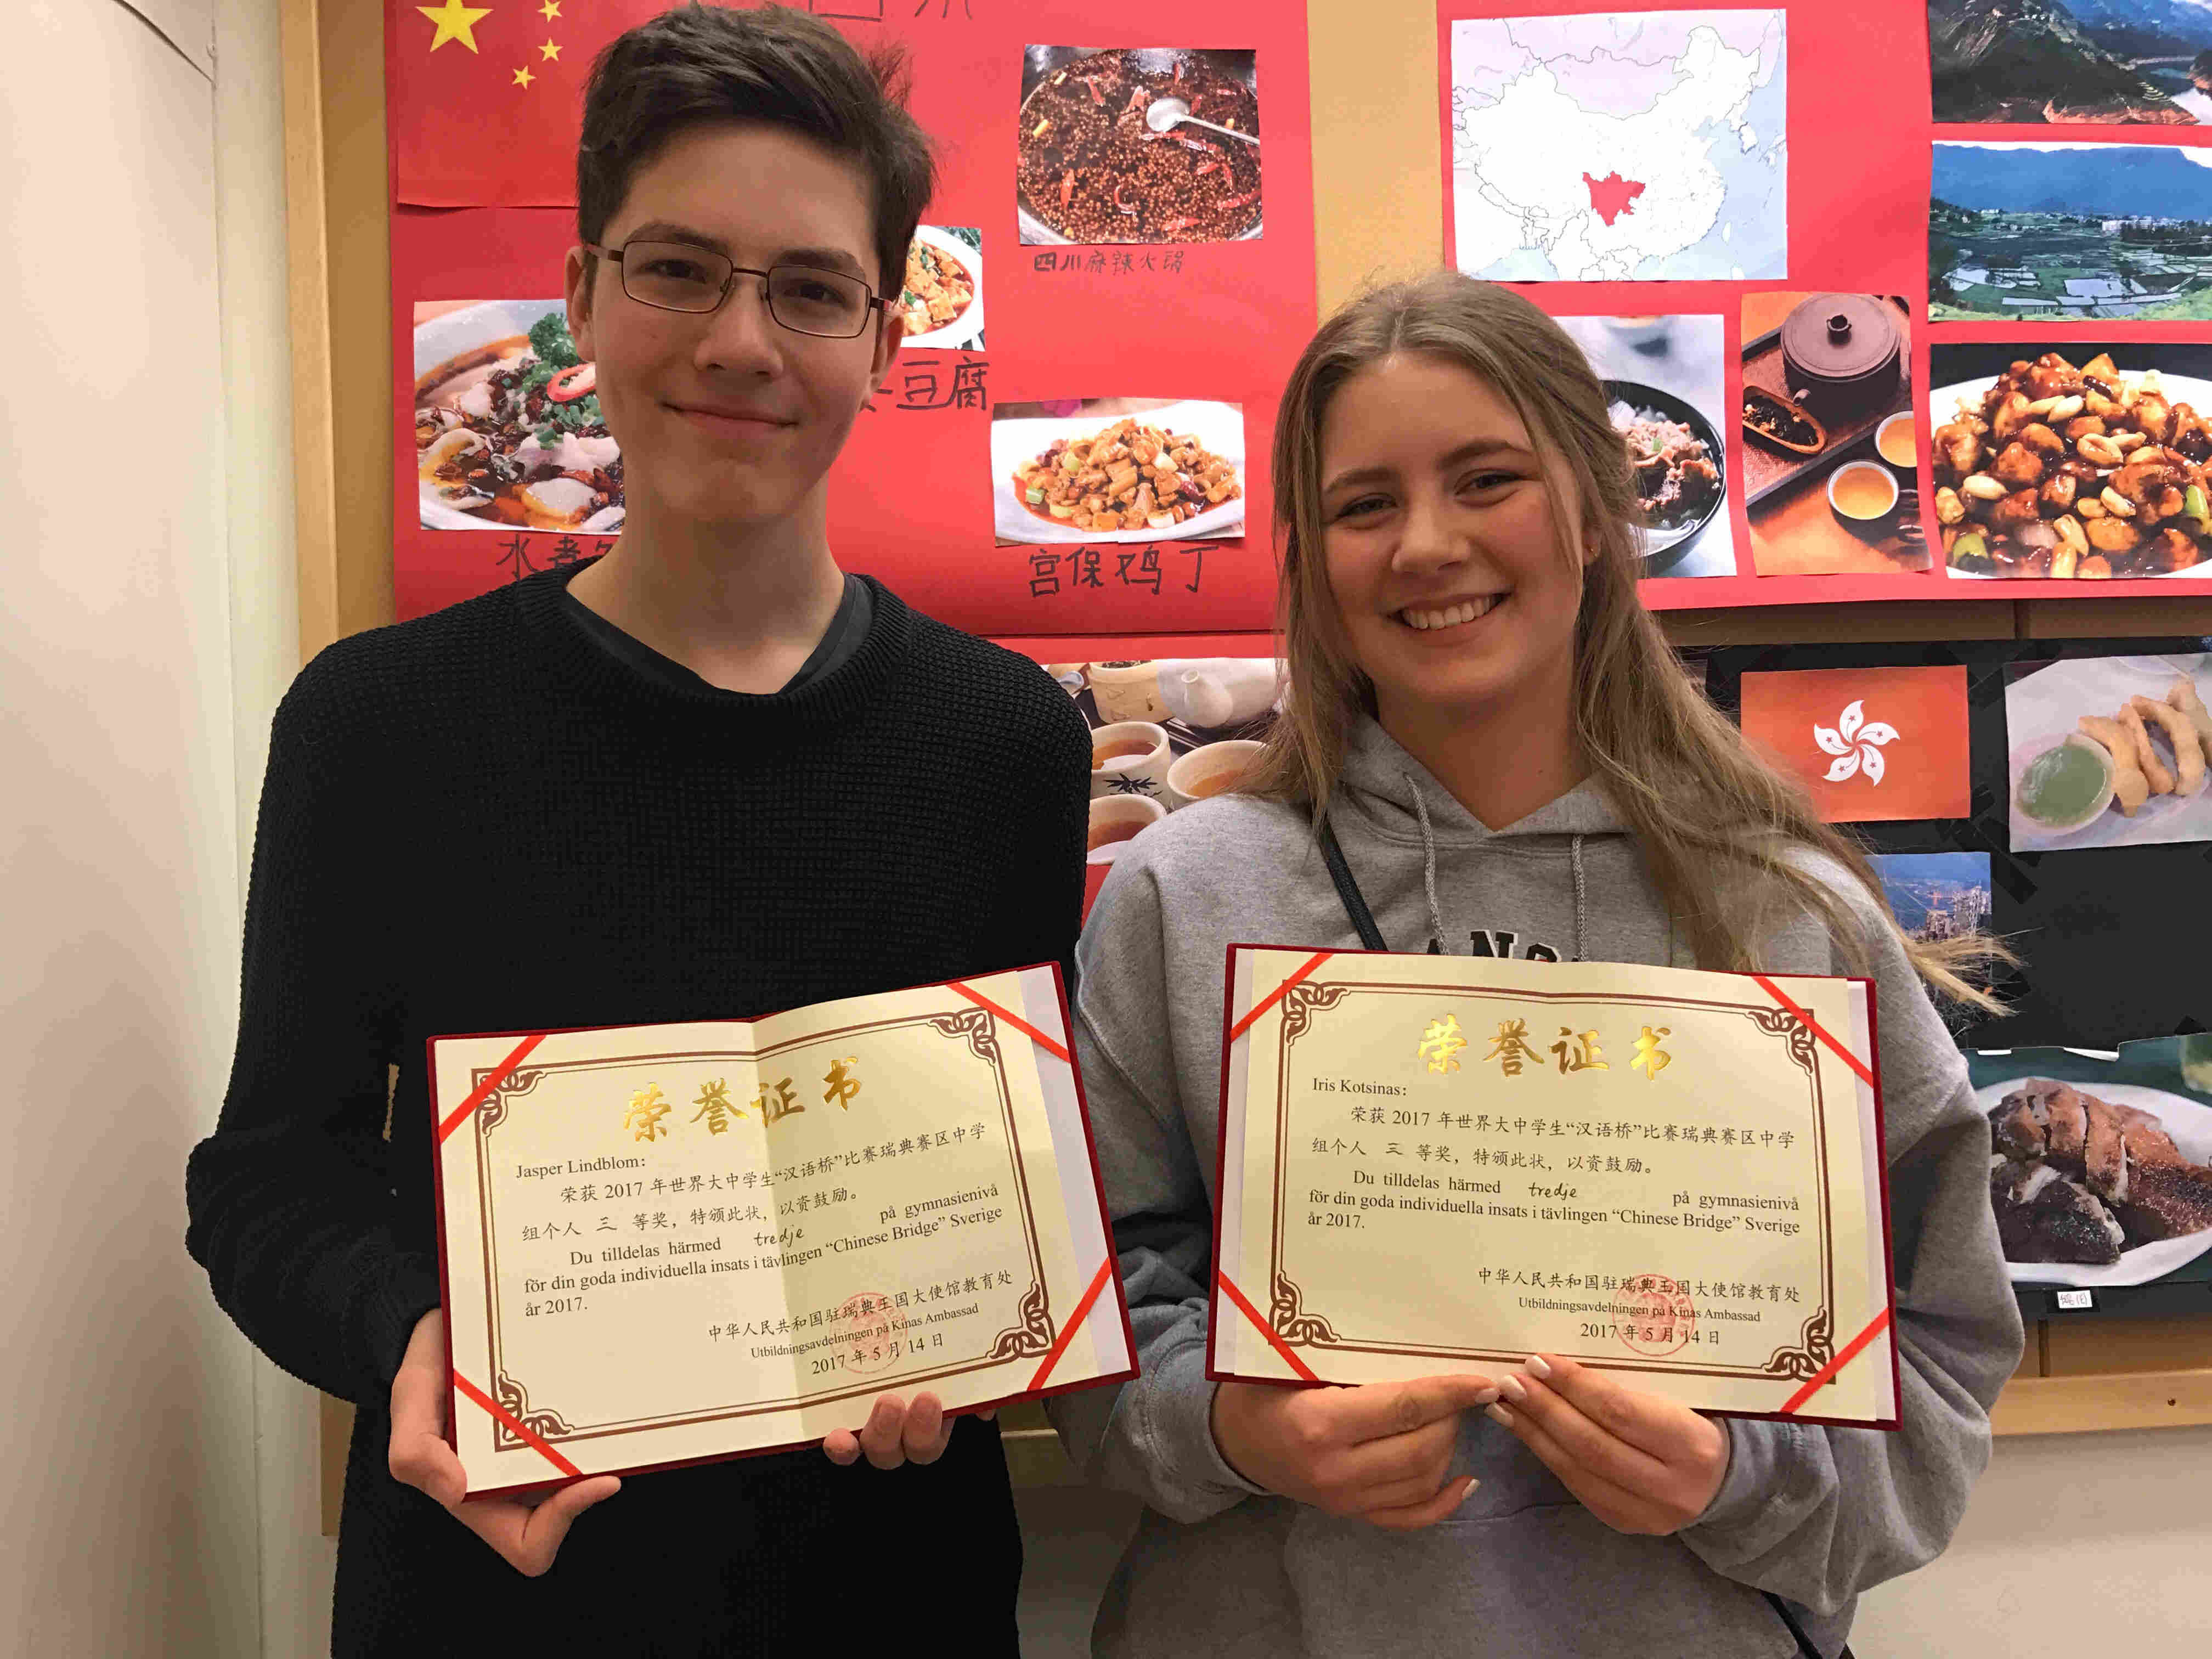 四川麻辣火锅
豆腐
水煮
宫保鸡丁
荣誉证书
Jasper Lindblom:
荣获 2017 年世界大中学生“汉语桥”比赛瑞典赛区中学
组个人 三 等奖，特颁此状，以资鼓励。
Du tilldelas härmed tredje på gymnasienivå
för din goda individuella insats i tävlingen “Chinese Bridge” Sverige
år 2017.
中华人民共和国驻瑞典王国大使馆教育处
Utbildningsavdelningen på Kinas Ambassad
2017 年 5 月 14 日
荣誉证书
Iris Kotsinas:
荣获 2017 年世界大中学生“汉语桥”比赛瑞典赛区中学
组个人 三 等奖，特颁此状，以资鼓励。
Du tilldelas härmed tredje på gymnasienivå
för din goda individuella insats i tävlingen “Chinese Bridge” Sverige
år 2017.
中华人民共和国驻瑞典王国大使馆教育处
Utbildningsavdelningen på Kinas Ambassad
2017 年 5 月 14 日